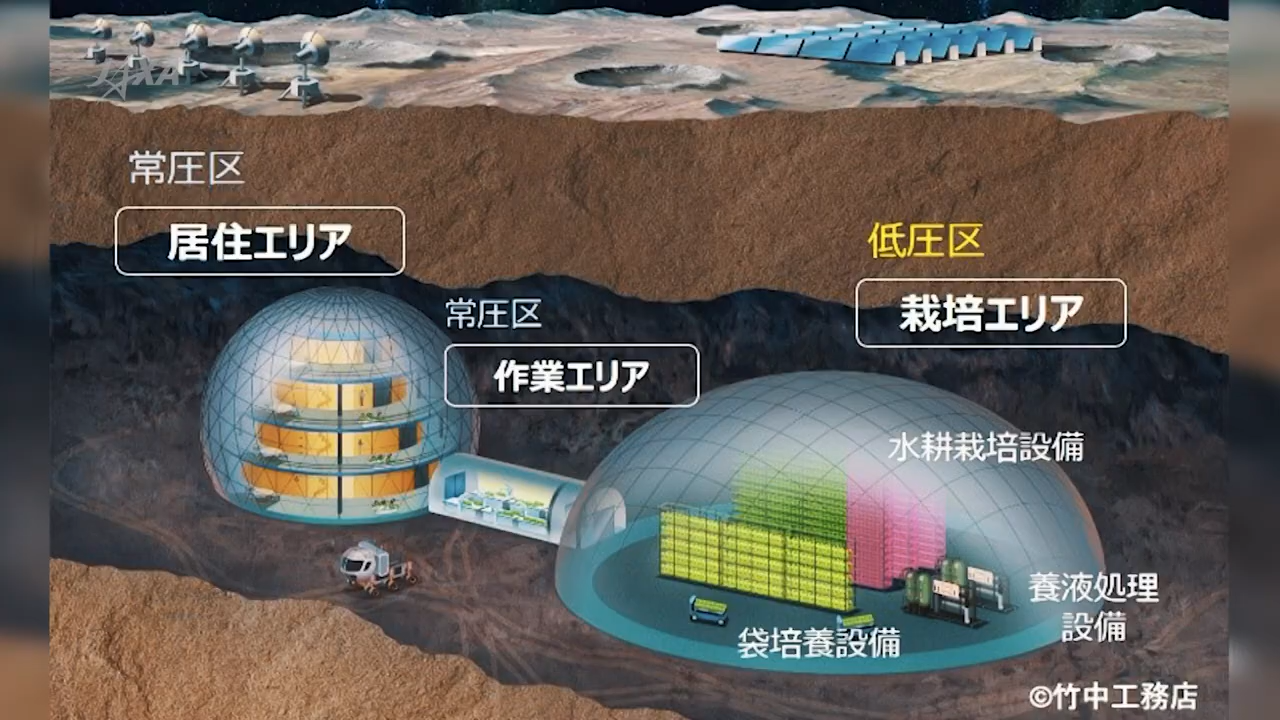 JAXA
常圧区
居住エリア
低圧区
栽培エリア
常圧区
作業エリア
水耕栽培設備
養液処理
設備
袋培養設備
©竹中工務店